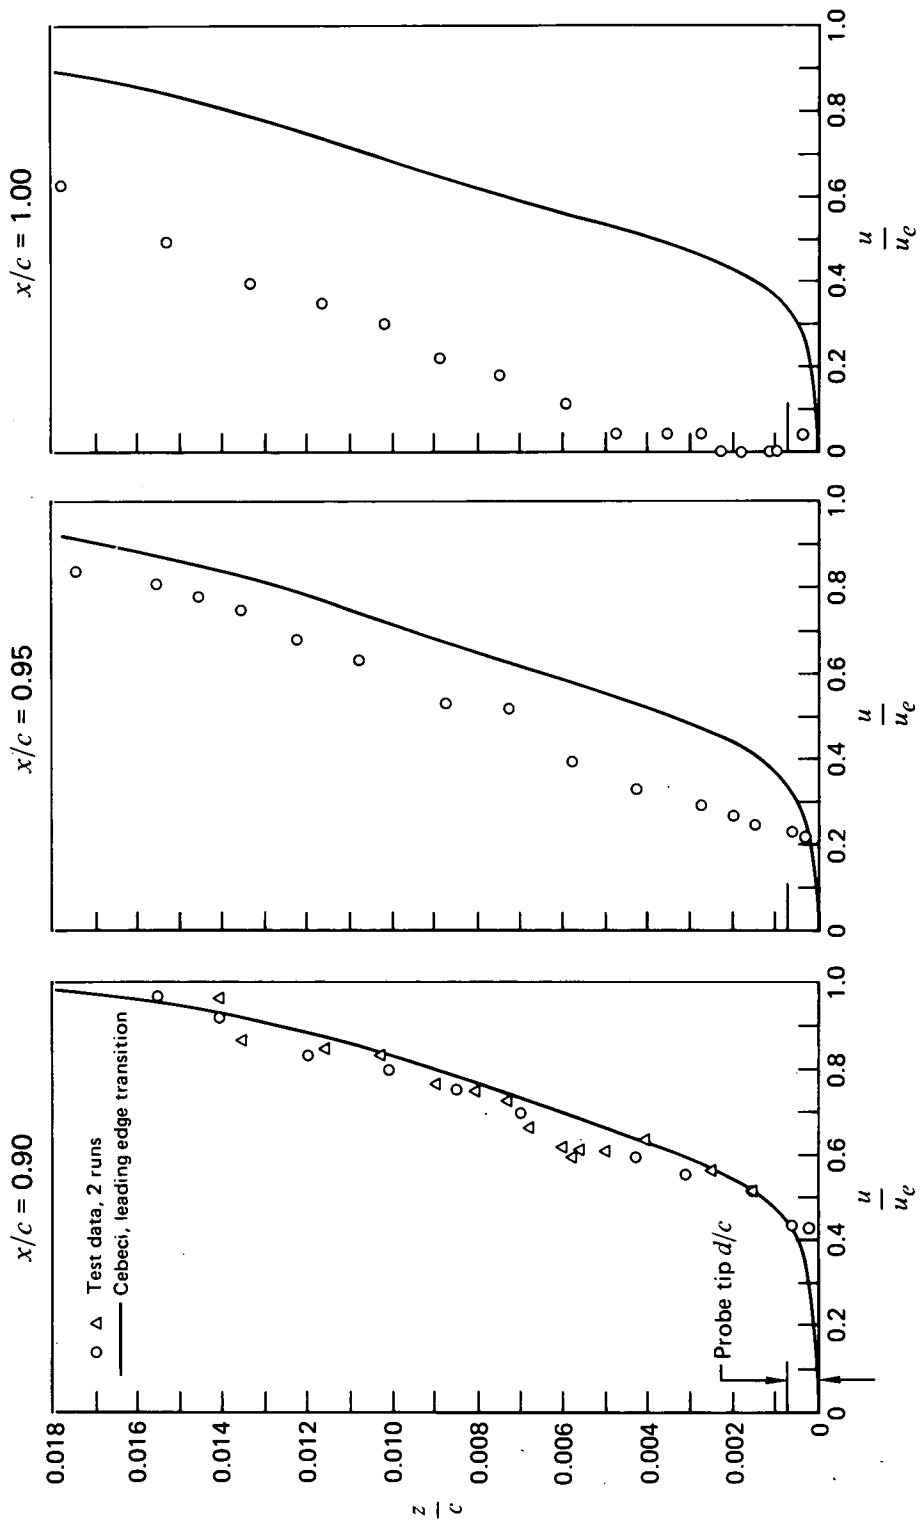 x/c = 0.90
x/c = 0.95
x/c = 1.00
○ △ Test data, 2 runs
—— Cebeci, leading edge transition
0.018
0.016
0.014
0.012
0.010
0.008
0.006
0.004
0.002
0
z
c
Probe tip d/c
0 0.2 0.4 0.6 0.8 1.0
u
u_e
0 0.2 0.4 0.6 0.8 1.0
u
u_e
0 0.2 0.4 0.6 0.8 1.0
u
u_e